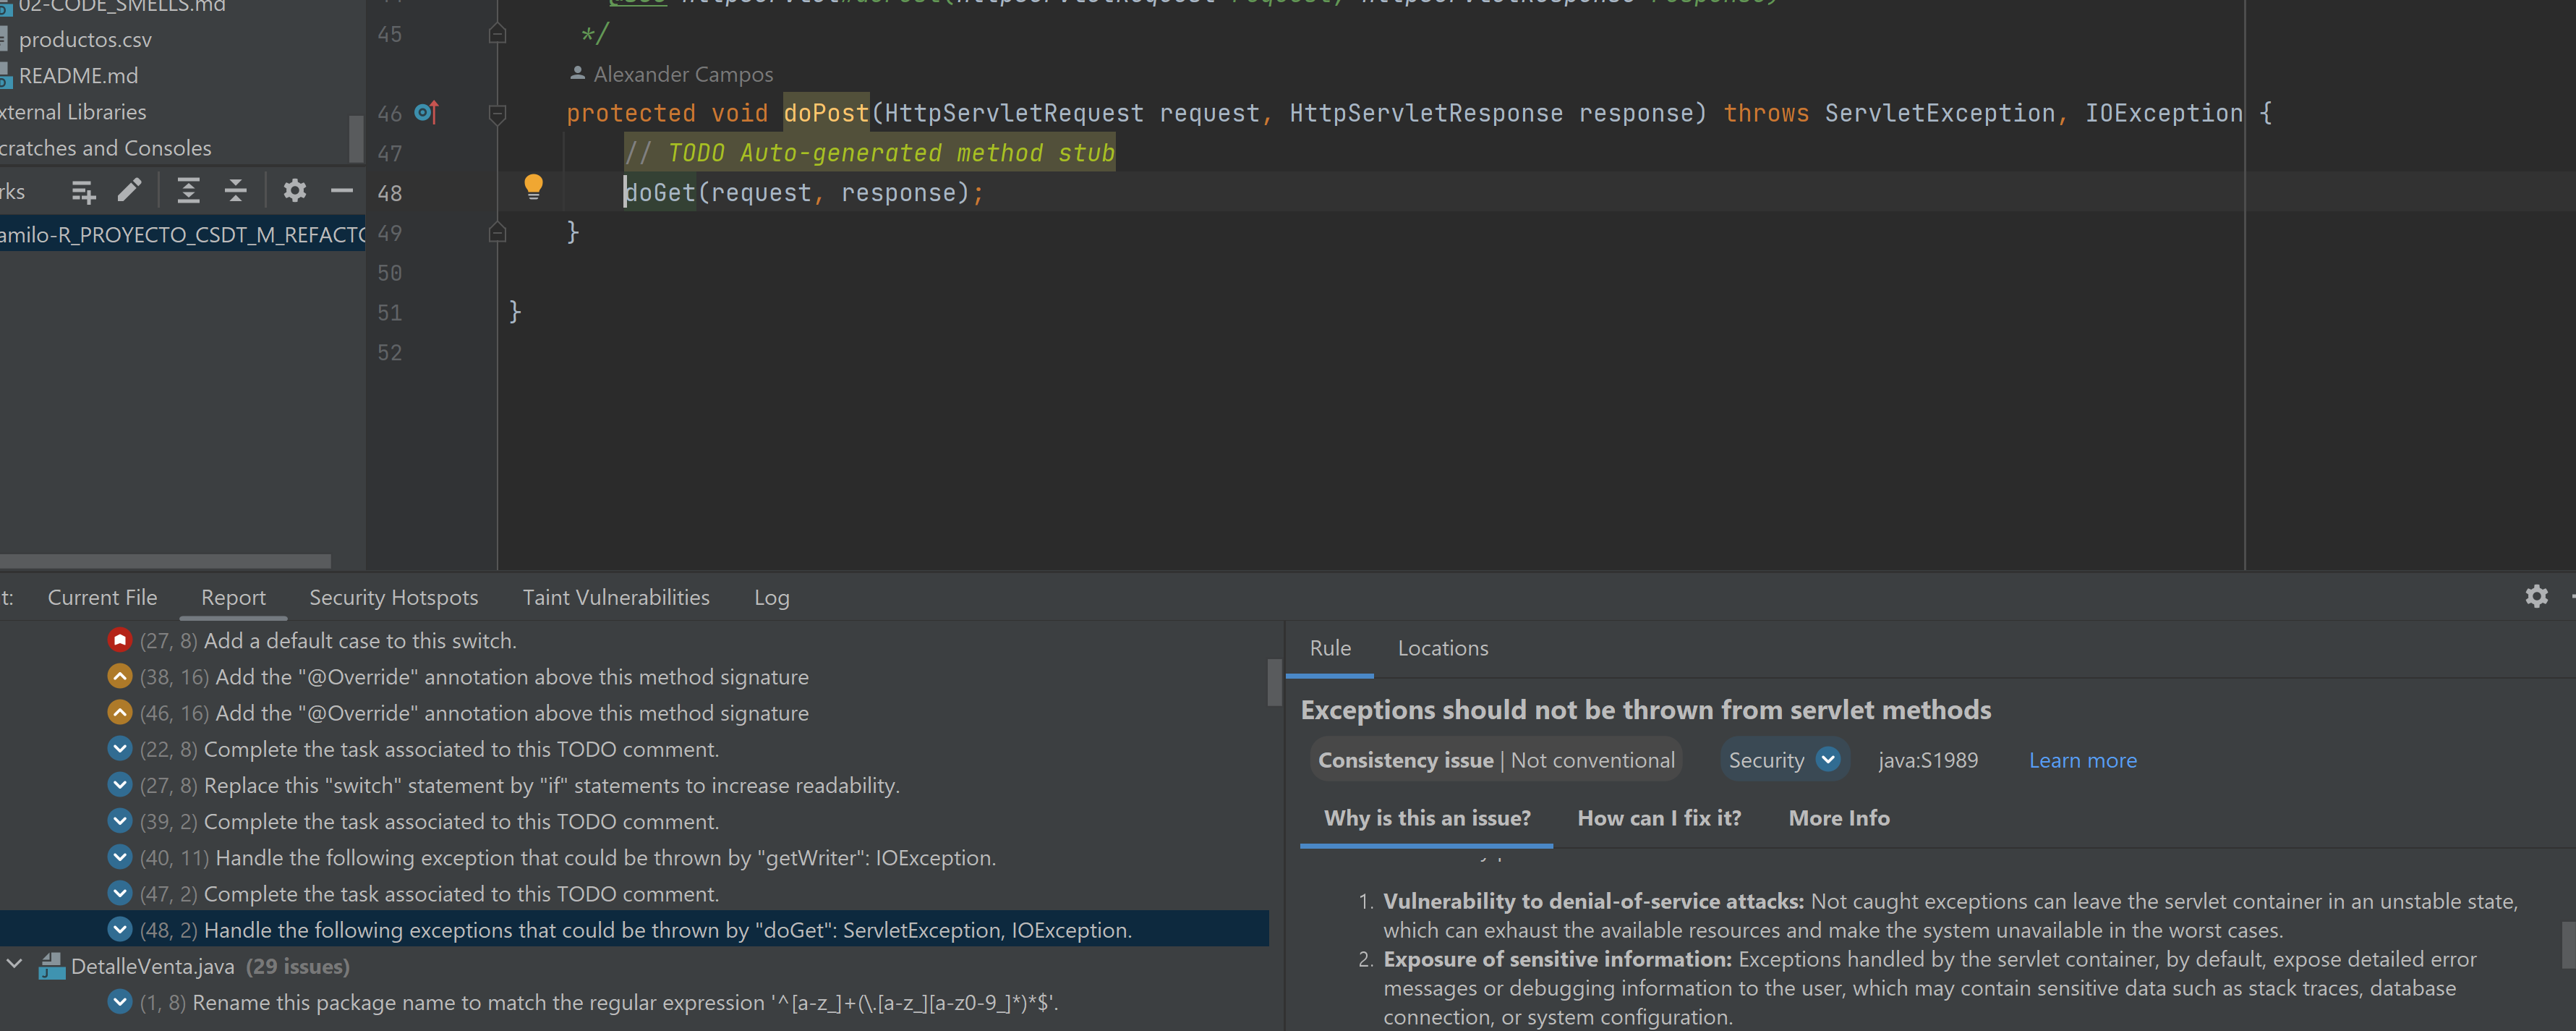 02-CODE_SMELLS.md
productos.csv
README.md
xternal Libraries
cratches and Consoles
rks
amilo-R_PROYECTO_CSDT_M_REFACTO
45 */
Alexander Campos
46 protected void doPost(HttpServletRequest request, HttpServletResponse response) throws ServletException, IOException {
47 // TODO Auto-generated method stub
48 doGet(request, response);
49 }
50
51 }
52
t: Current File Report Security Hotspots Taint Vulnerabilities Log
(27, 8) Add a default case to this switch.
(38, 16) Add the "@Override" annotation above this method signature
(46, 16) Add the "@Override" annotation above this method signature
(22, 8) Complete the task associated to this TODO comment.
(27, 8) Replace this "switch" statement by "if" statements to increase readability.
(39, 2) Complete the task associated to this TODO comment.
(40, 11) Handle the following exception that could be thrown by "getWriter": IOException.
(47, 2) Complete the task associated to this TODO comment.
(48, 2) Handle the following exceptions that could be thrown by "doGet": ServletException, IOException.
DetalleVenta.java (29 issues)
(1, 8) Rename this package name to match the regular expression '^[a-z_]+(\.[a-z_][a-z0-9_]*)*$'.
Rule Locations
Exceptions should not be thrown from servlet methods
Consistency issue | Not conventional Security java:S1989 Learn more
Why is this an issue? How can I fix it? More Info
1. Vulnerability to denial-of-service attacks: Not caught exceptions can leave the servlet container in an unstable state,
which can exhaust the available resources and make the system unavailable in the worst cases.
2. Exposure of sensitive information: Exceptions handled by the servlet container, by default, expose detailed error
messages or debugging information to the user, which may contain sensitive data such as stack traces, database
connection, or system configuration.